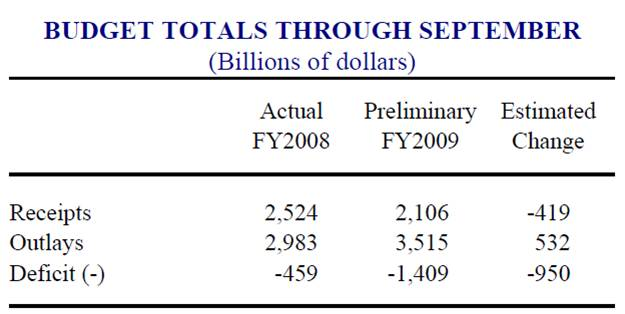 BUDGET TOTALS THROUGH SEPTEMBER
(Billions of dollars)
Actual Preliminary Estimated
FY2008 FY2009 Change
Receipts 2,524 2,106 -419
Outlays 2,983 3,515 532
Deficit (-) -459 -1,409 -950